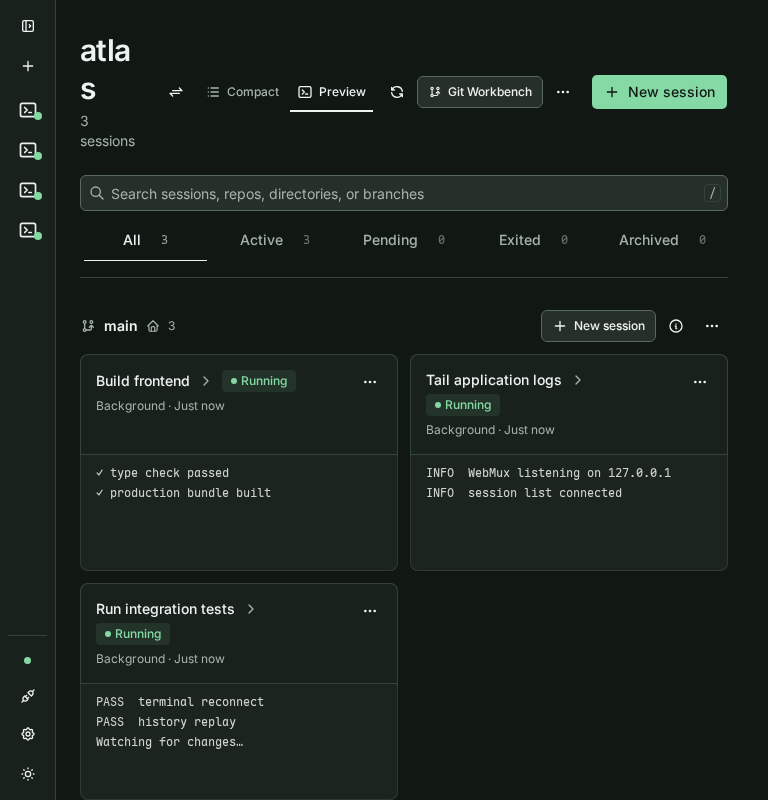 atla
s
3
sessions
Compact
Preview
Git Workbench
New session
Search sessions, repos, directories, or branches
/
All 3
Active 3
Pending 0
Exited 0
Archived 0
main 3
New session
Build frontend
Running
Background · Just now
✓ type check passed
✓ production bundle built
Tail application logs
Running
Background · Just now
INFO  WebMux listening on 127.0.0.1
INFO  session list connected
Run integration tests
Running
Background · Just now
PASS  terminal reconnect
PASS  history replay
Watching for changes…